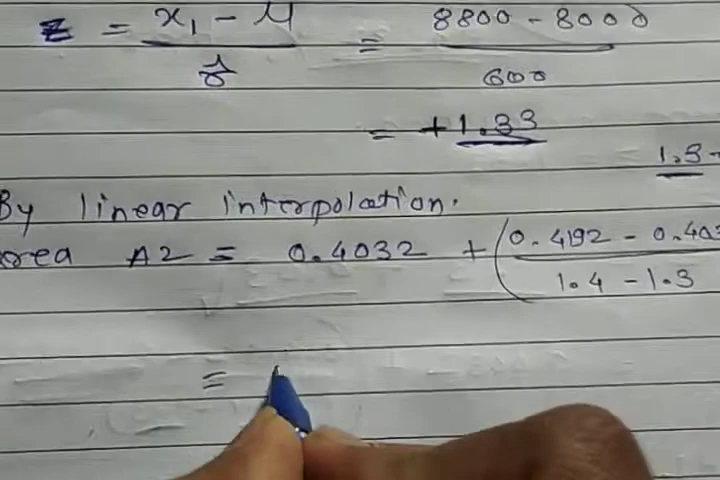 z = x₁ - μ / σ = 8800 - 8000 / 600
= +1.33
1.3
By linear interpolation.
area A2 = 0.4032 + (0.4192 - 0.403 / 1.4 - 1.3
=